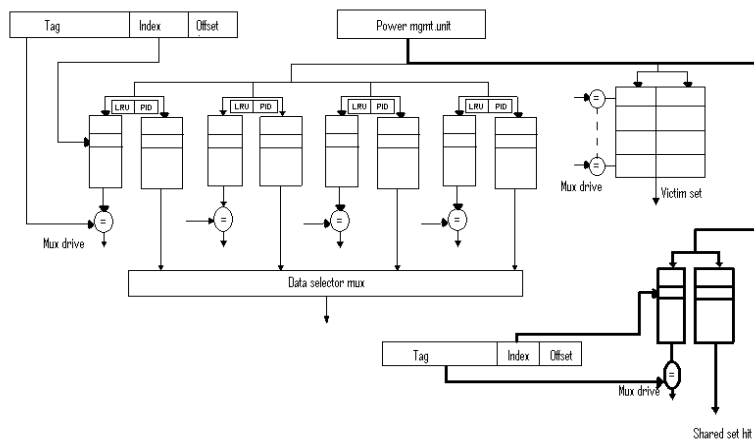 Tag Index Offset
Power mgmt.unit
LRU PID LRU PID LRU PID LRU PID
= = = =
=
=
Mux drive
Victim set
Mux drive
Data selector mux
Tag Index Offset
=
Mux drive
Shared set hit